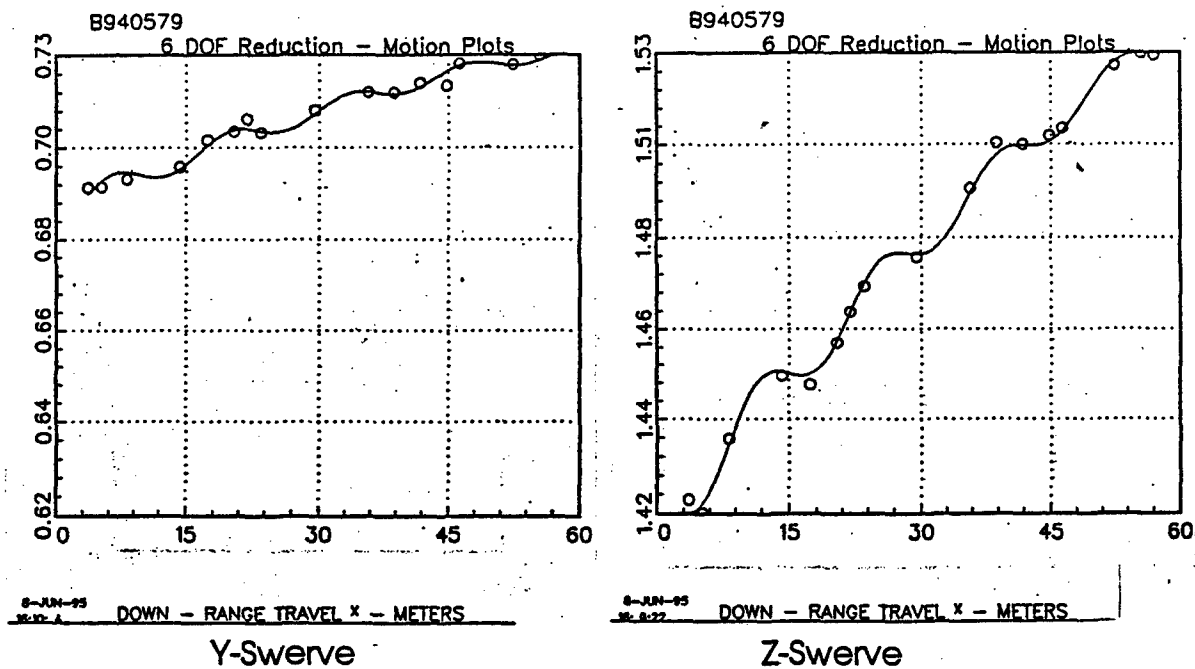 B940579
6 DOF Reduction – Motion Plots
0.73
0.70
0.68
0.66
0.64
0.62
0
15
30
45
60
8-JUN-95
DOWN – RANGE TRAVEL X – METERS
Y-Swerve
B940579
6 DOF Reduction – Motion Plots
1.53
1.51
1.48
1.46
1.44
1.42
0
15
30
45
60
8-JUN-95
DOWN – RANGE TRAVEL X – METERS
Z-Swerve